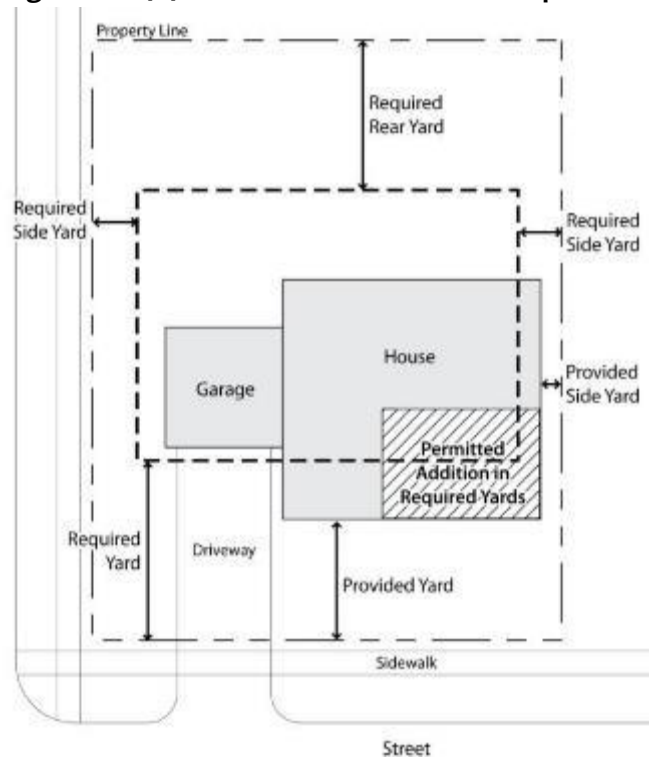 Property Line
Required
Rear Yard
Required
Side Yard
Required
Side Yard
House
Garage
Provided
Side Yard
Permitted
Addition in
Required Yards
Required
Yard
Driveway
Provided Yard
Sidewalk
Street